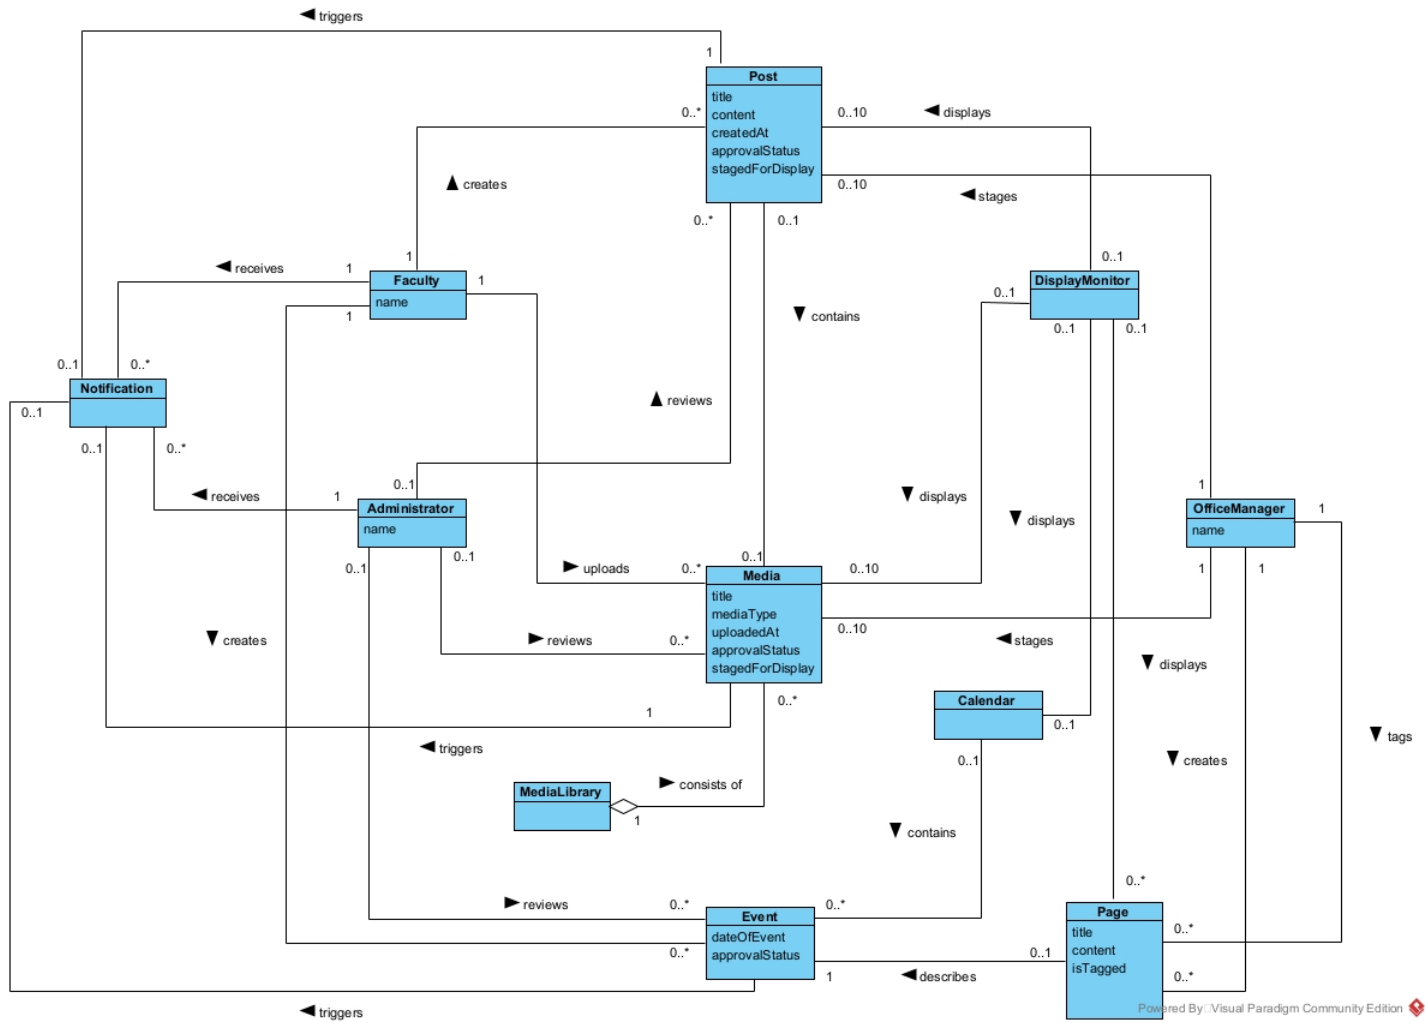 triggers
1
Post
title
content
createdAt
approvalStatus
stagedForDisplay
0..*
0..10
displays
0..10
stages
creates
0..*
0..1
1
receives
1
Faculty
name
1
1
0..1
DisplayMonitor
0..1
0..1
0..1
contains
0..1
0..*
Notification
0..1
0..1
0..*
reviews
receives
1
0..1
Administrator
name
0..1
0..1
displays
displays
1
OfficeManager
name
1
1
1
uploads
0..*
0..1
Media
title
mediaType
uploadedAt
approvalStatus
stagedForDisplay
0..10
0..10
creates
reviews
0..*
stages
displays
1
0..*
triggers
Calendar
0..1
0..1
tags
creates
MediaLibrary
1
consists of
contains
reviews
0..*
Event
dateOfEvent
approvalStatus
0..*
0..*
1
describes
0..1
0..*
Page
title
content
isTagged
0..*
0..*
triggers
Powered By Visual Paradigm Community Edition